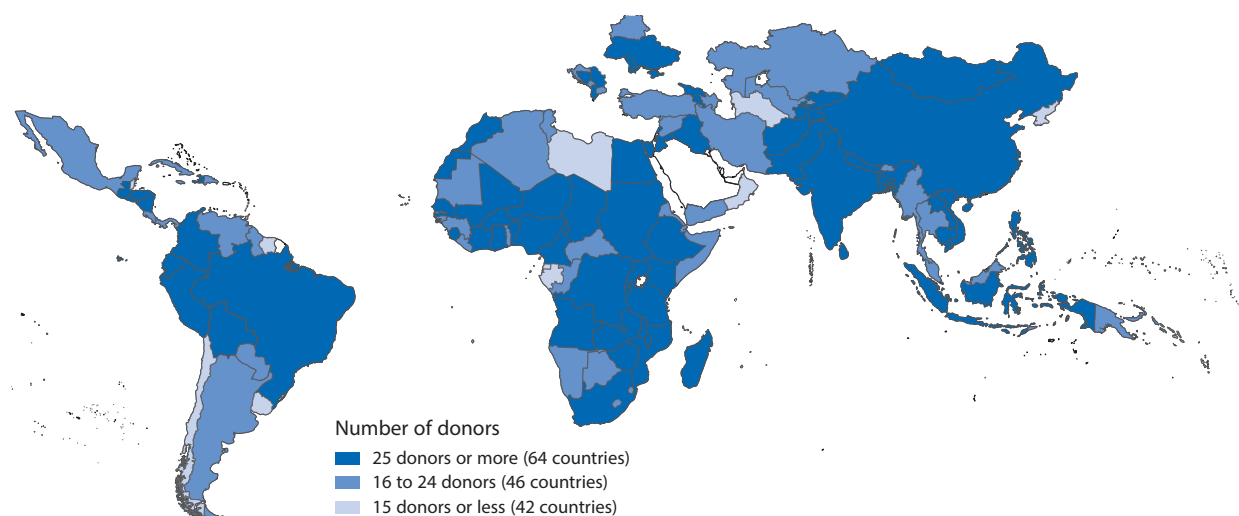 Number of donors
25 donors or more (64 countries)
16 to 24 donors (46 countries)
15 donors or less (42 countries)